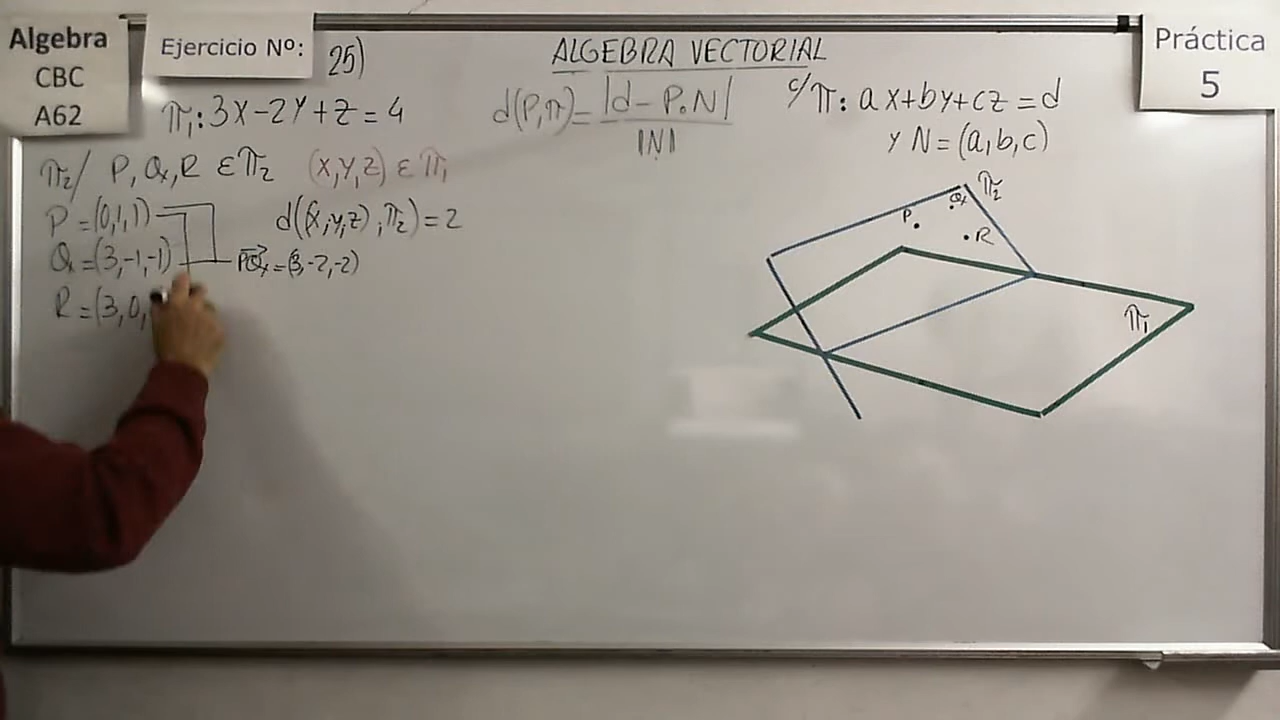 Algebra
CBC
A62
Ejercicio Nº: 25)
ALGEBRA VECTORIAL
Práctica
5
π₁: 3x-2y+z=4
d(P,π)= |d-P·N| / |N|
c/π: ax+by+cz=d
y N=(a,b,c)
π₂/ P, Q, R ε π₂ (x,y,z) ε π₁
P=(0,1,1)
d((x,y,z),π₂)=2
Q=(3,-1,-1)
PQ=(3,-2,-2)
R=(3,0,
π₂
P
Q
R
π₁